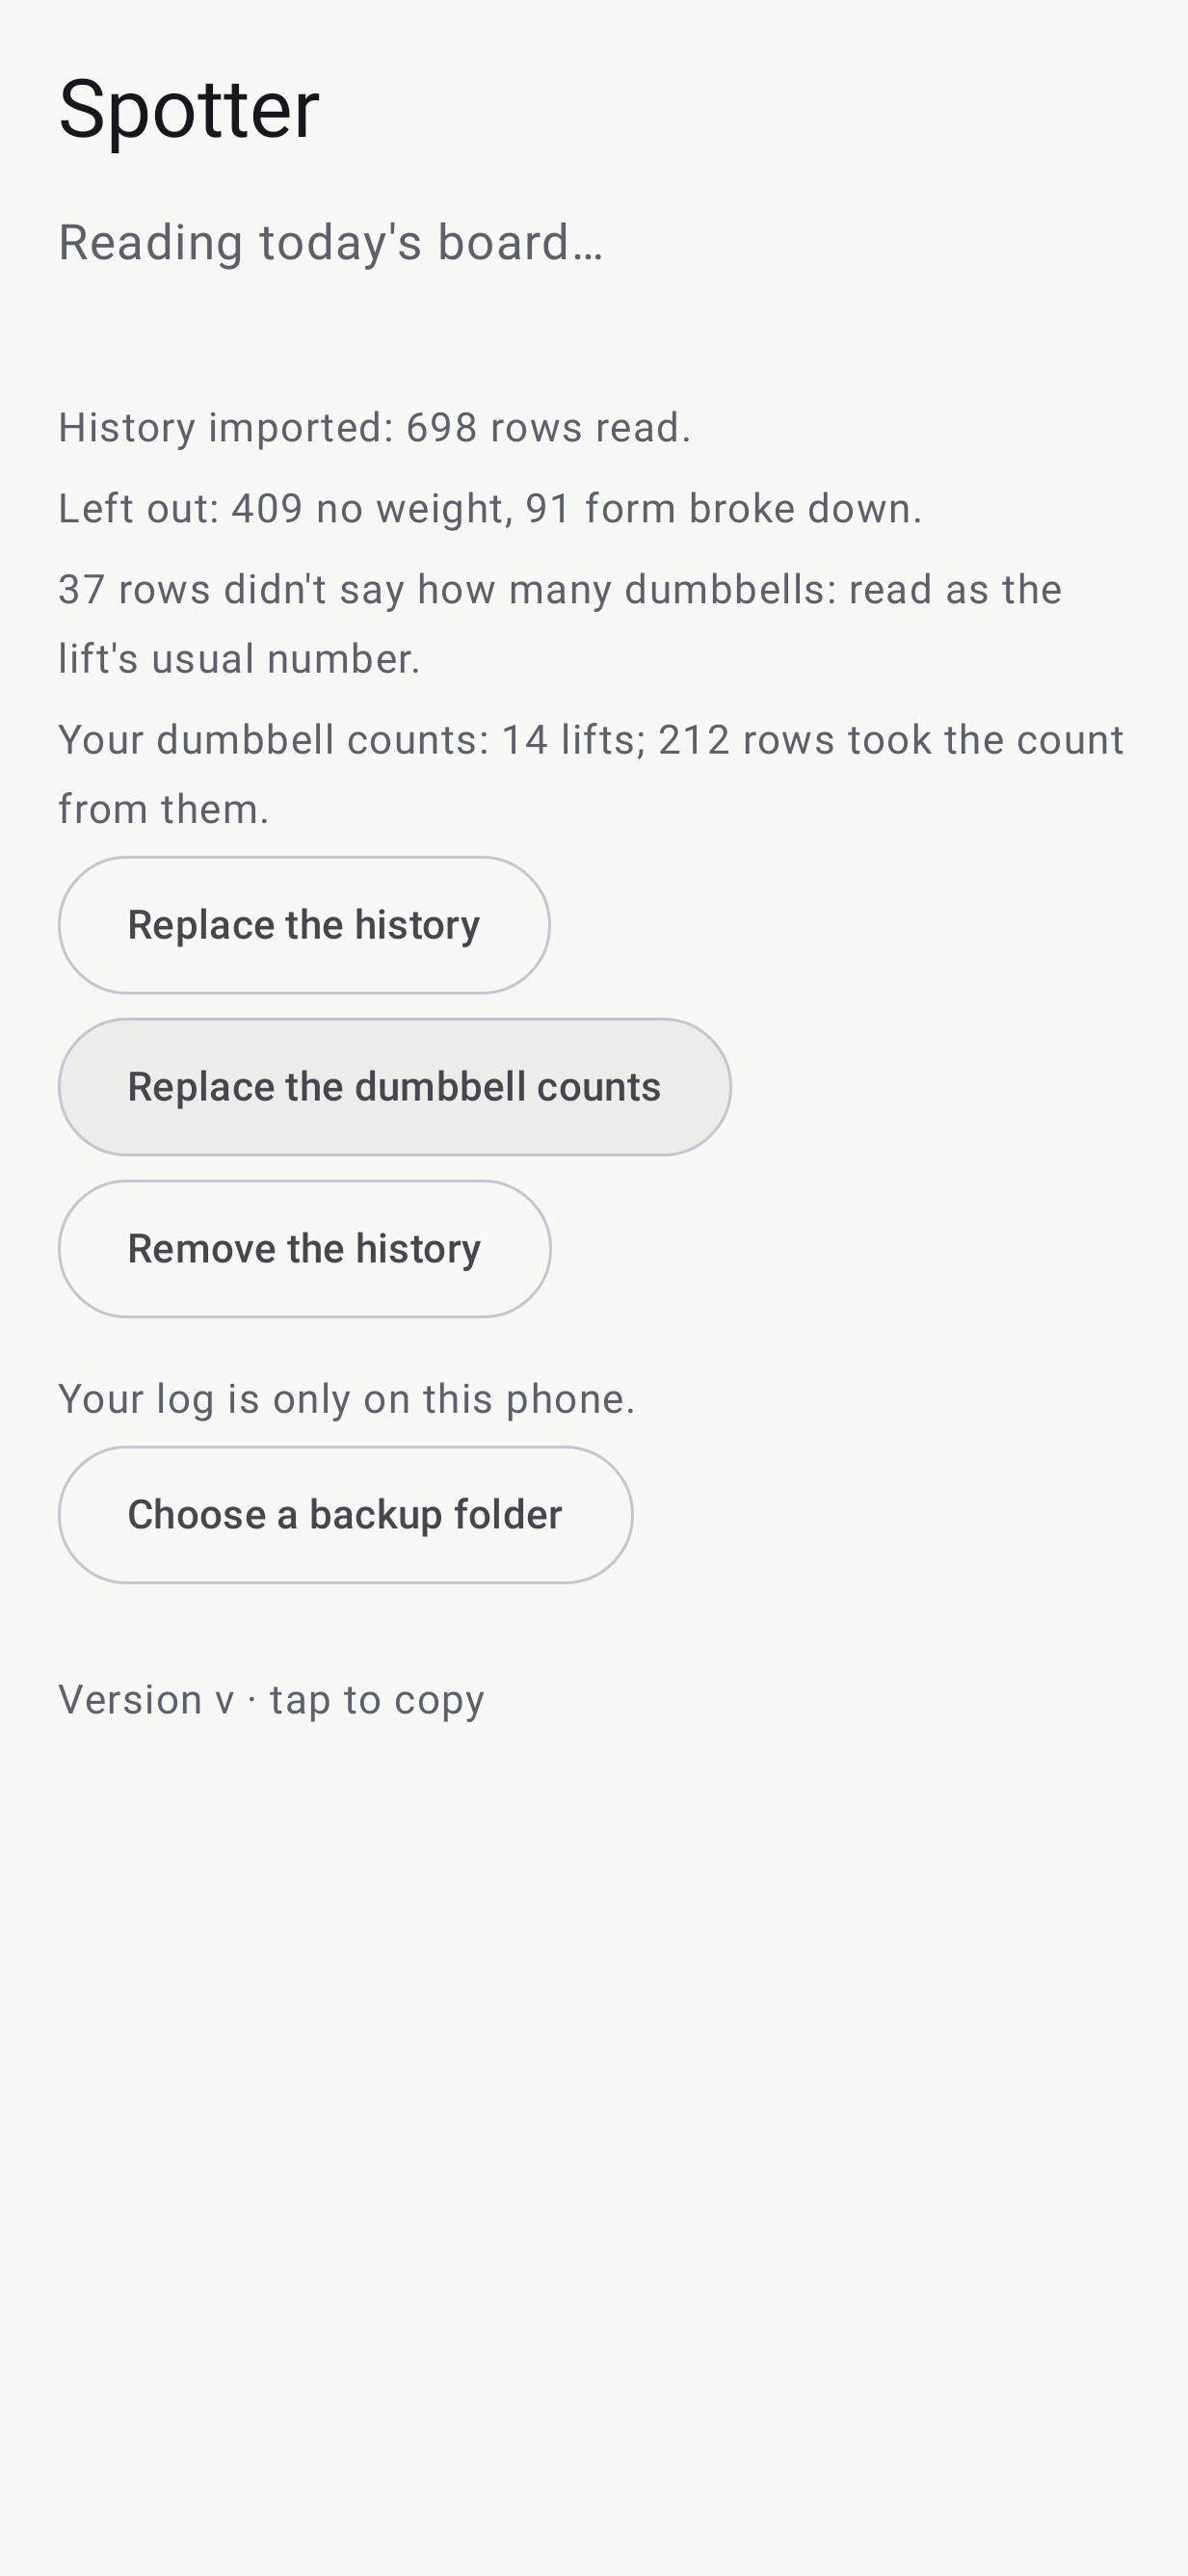 Spotter
Reading today's board…
History imported: 698 rows read.
Left out: 409 no weight, 91 form broke down.
37 rows didn't say how many dumbbells: read as the
lift's usual number.
Your dumbbell counts: 14 lifts; 212 rows took the count
from them.
Replace the history
Replace the dumbbell counts
Remove the history
Your log is only on this phone.
Choose a backup folder
Version v · tap to copy